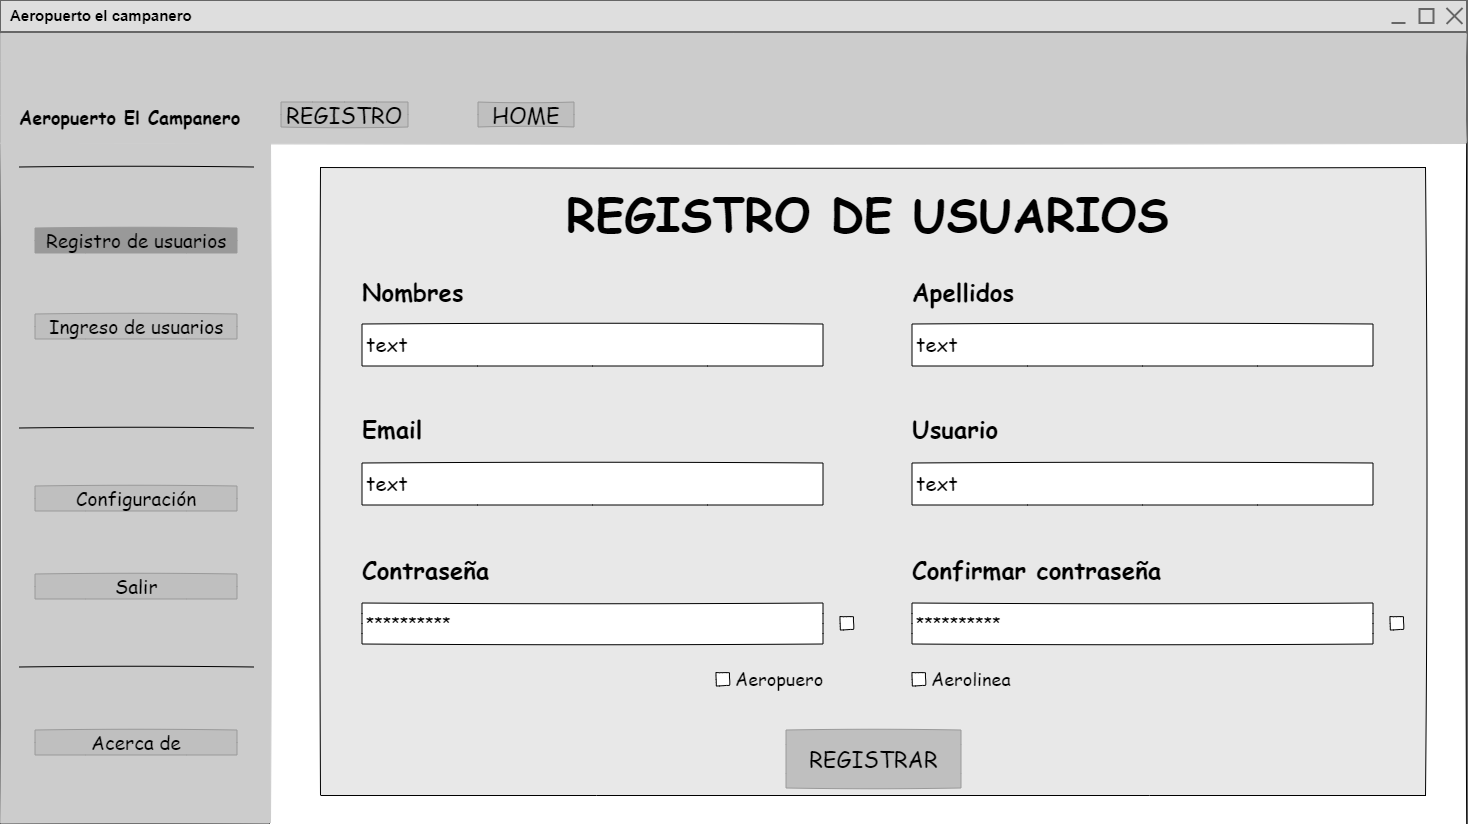 Aeropuerto el campanero
Aeropuerto El Campanero
REGISTRO
HOME
Registro de usuarios
Ingreso de usuarios
Configuración
Salir
Acerca de
REGISTRO DE USUARIOS
Nombres
Apellidos
text
text
Email
Usuario
text
text
Contraseña
Confirmar contraseña
**********
**********
Aeropuero
Aerolinea
REGISTRAR